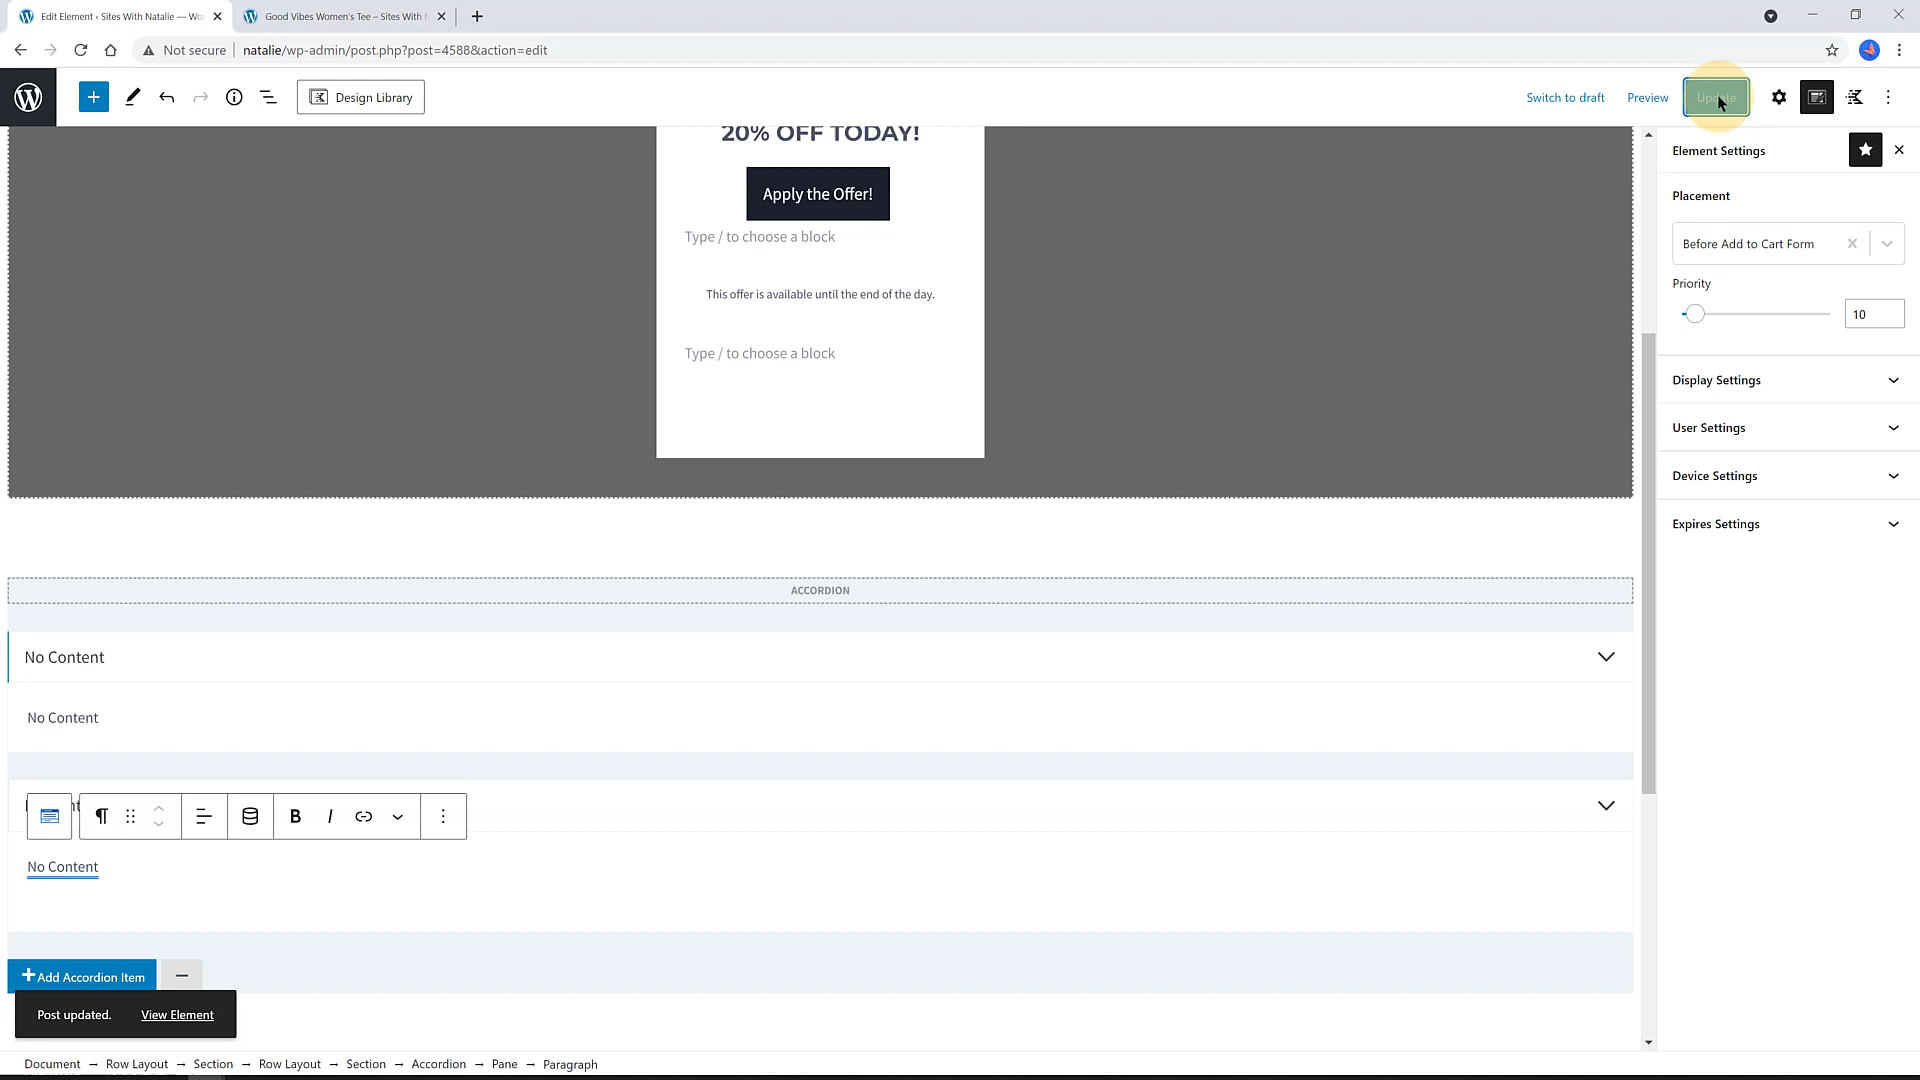 Edit Element ‹ Sites With Natalie — Wo
Good Vibes Women's Tee – Sites With
Not secure
natalie/wp-admin/post.php?post=4588&action=edit
Design Library
Switch to draft
Preview
Update
20% OFF TODAY!
Apply the Offer!
Type / to choose a block
This offer is available until the end of the day.
Type / to choose a block
Element Settings
Placement
Before Add to Cart Form
Priority
10
Display Settings
User Settings
Device Settings
Expires Settings
ACCORDION
No Content
No Content
B I
No Content
+ Add Accordion Item
Post updated. View Element
Document → Row Layout → Section → Row Layout → Section → Accordion → Pane → Paragraph